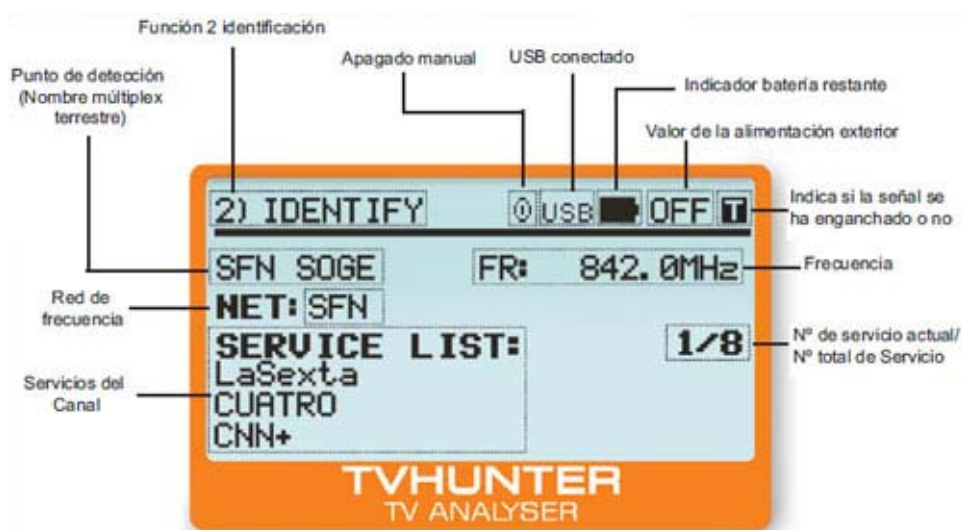 Función 2 identificación
Apagado manual
USB conectado
Punto de detección
(Nombre múltiplex
terrestre)
Indicador batería restante
Valor de la alimentación exterior
2) IDENTIFY
USB
OFF
T
Indica si la señal se
ha enganchado o no
SFN SOGE
FR: 842.0MHz
Frecuencia
Red de
frecuencia
NET: SFN
SERVICE LIST:
1/8
Nº de servicio actual/
Nº total de Servicio
Servicios del
Canal
LaSexta
CUATRO
CNN+
TVHUNTER
TV ANALYSER